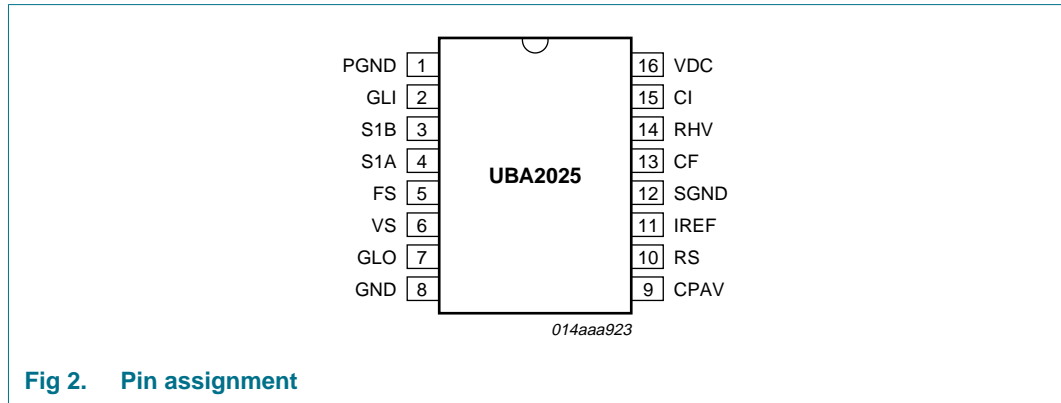 PGND 1 16 VDC
GLI 2 15 CI
S1B 3 14 RHV
S1A 4 13 CF
UBA2025
FS 5 12 SGND
VS 6 11 IREF
GLO 7 10 RS
GND 8 9 CPAV
014aaa923
Fig 2. Pin assignment